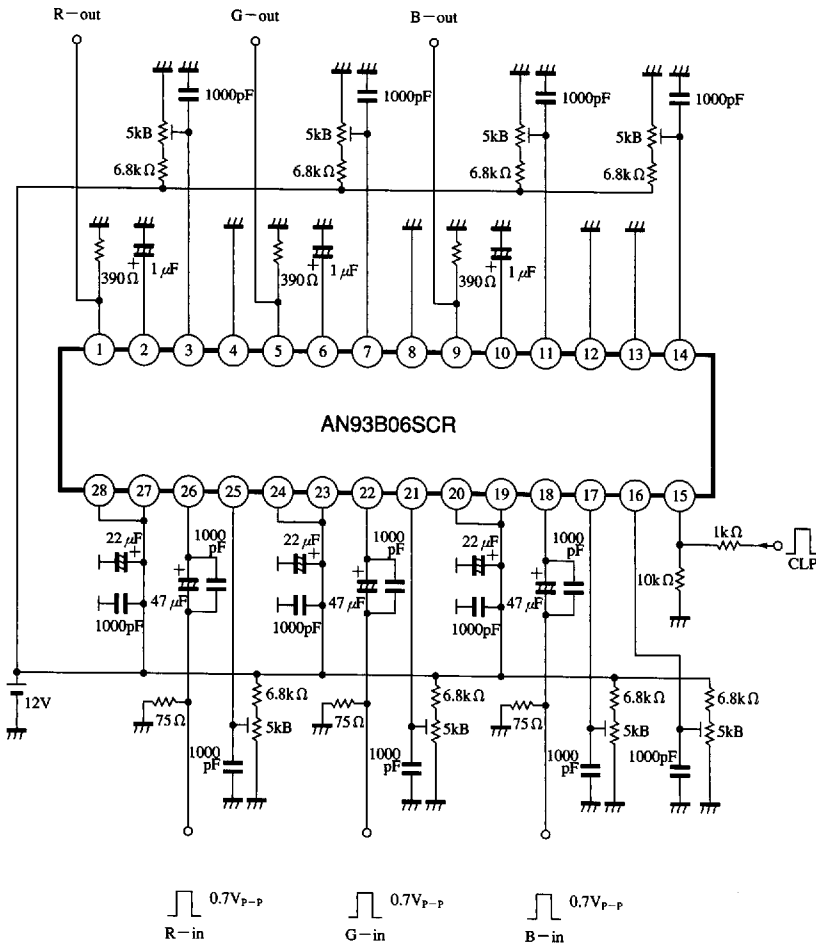 R-out
G-out
B-out
1000pF
1000pF
1000pF
1000pF
5kB
5kB
5kB
5kB
6.8kΩ
6.8kΩ
6.8kΩ
6.8kΩ
390Ω
+
1μF
390Ω
+
1μF
390Ω
+
1μF
1
2
3
4
5
6
7
8
9
10
11
12
13
14
AN93B06SCR
28
27
26
25
24
23
22
21
20
19
18
17
16
15
22μF
+
1000
pF
22μF
+
1000
pF
22μF
+
1000
pF
1kΩ
CLP
10kΩ
+
47μF
+
47μF
+
47μF
1000pF
1000pF
1000pF
12V
75Ω
6.8kΩ
5kB
75Ω
6.8kΩ
5kB
75Ω
6.8kΩ
5kB
6.8kΩ
5kB
1000
pF
1000
pF
1000
pF
1000pF
0.7VP-P
0.7VP-P
0.7VP-P
R-in
G-in
B-in